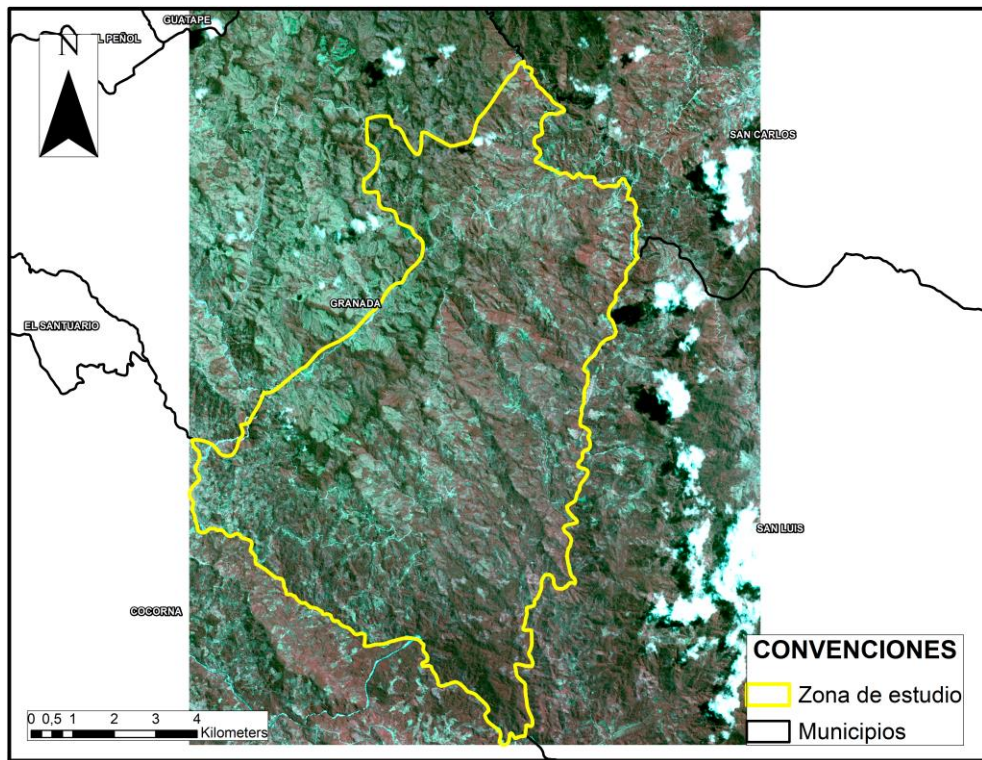 GUATAPE
L PEÑOL
N
SAN CARLOS
GRANADA
EL SANTUARIO
SAN LUIS
COCORNA
CONVENCIONES
Zona de estudio
Municipios
0 0,5 1 2 3 4
Kilometers